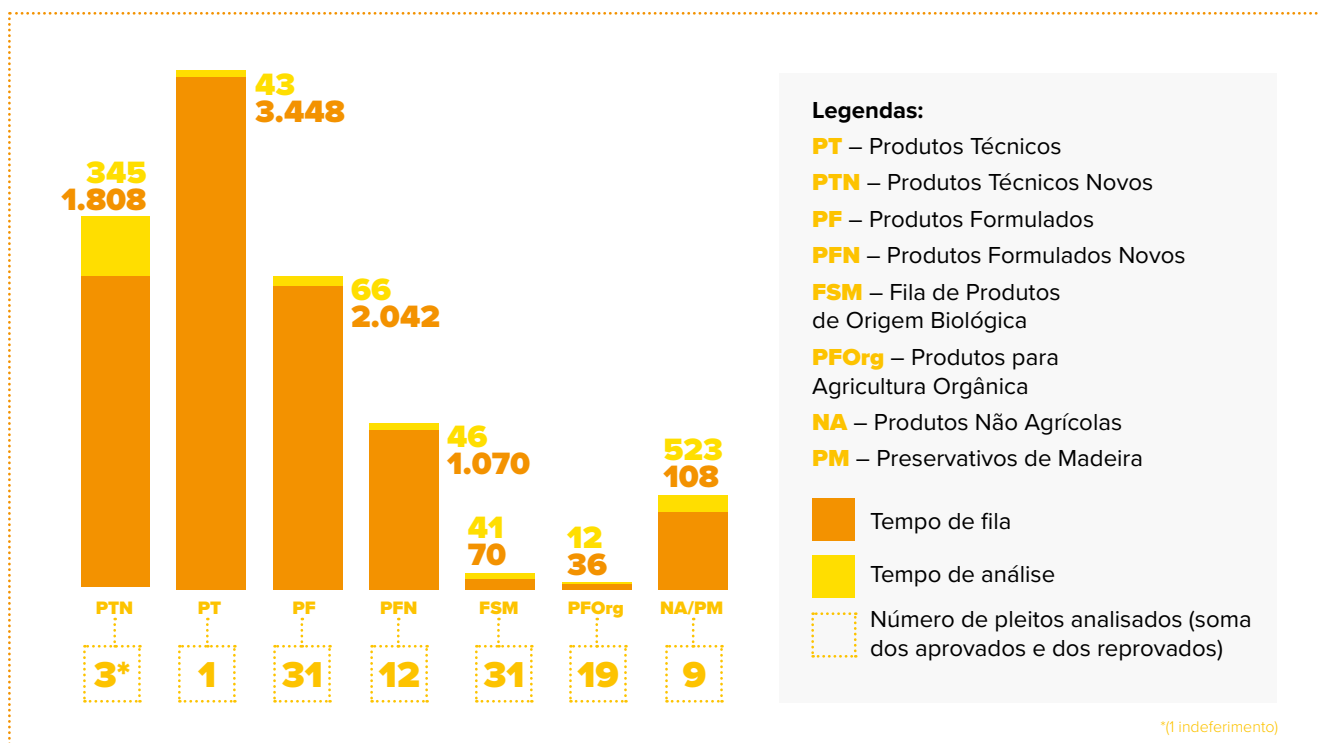 43
3.448
345
1.808
66
2.042
46
1.070
41
70
12
36
523
108
PTN
PT
PF
PFN
FSM
PFOrg
NA/PM
3*
1
31
12
31
19
9
Legendas:
PT – Produtos Técnicos
PTN – Produtos Técnicos Novos
PF – Produtos Formulados
PFN – Produtos Formulados Novos
FSM – Fila de Produtos
de Origem Biológica
PFOrg – Produtos para
Agricultura Orgânica
NA – Produtos Não Agrícolas
PM – Preservativos de Madeira
Tempo de fila
Tempo de análise
Número de pleitos analisados (soma
dos aprovados e dos reprovados)
*(1 indeferimento)